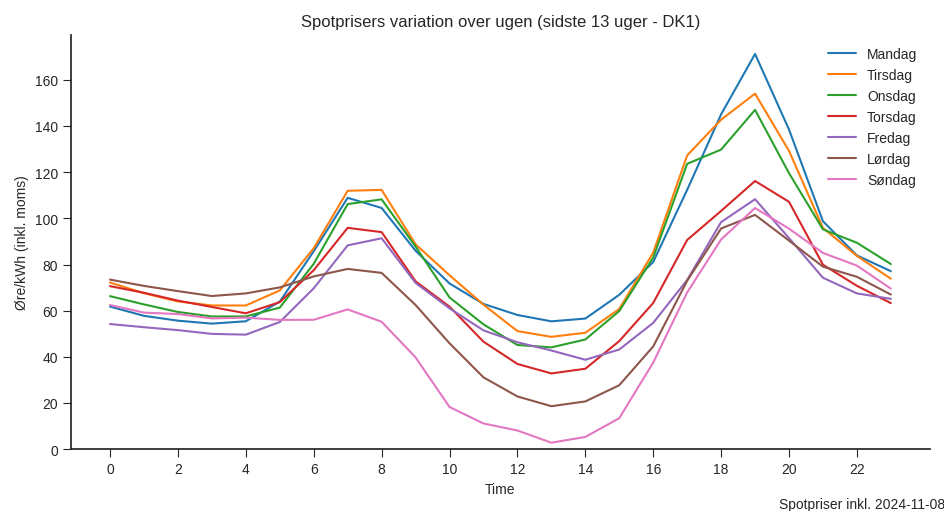 Spotprisers variation over ugen (sidste 13 uger - DK1)
Mandag
Tirsdag
Onsdag
Torsdag
Fredag
Lørdag
Søndag
Øre/kWh (inkl. moms)
160
140
120
100
80
60
40
20
0
0 2 4 6 8 10 12 14 16 18 20 22
Time
Spotpriser inkl. 2024-11-08